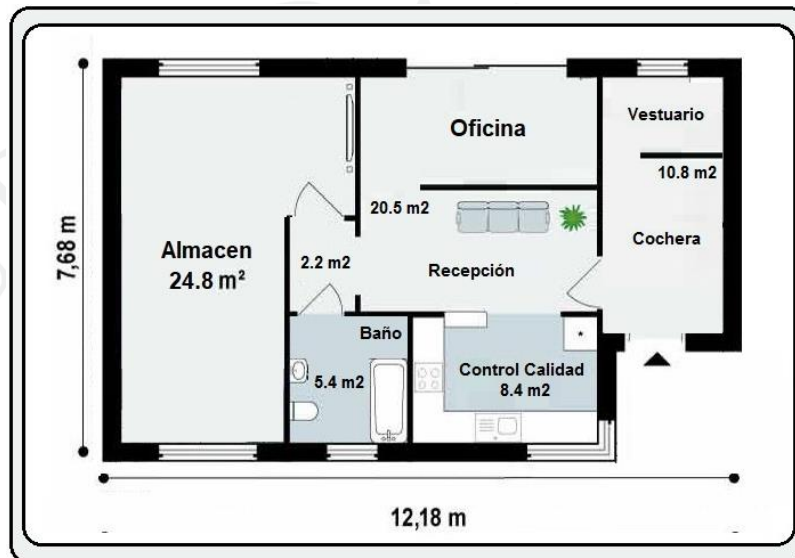 Vestuario
Oficina
10.8 m2
20.5 m2
Cochera
7,68 m
Almacen
24.8 m²
2.2 m2
Recepción
Baño
5.4 m2
Control Calidad
8.4 m2
12,18 m